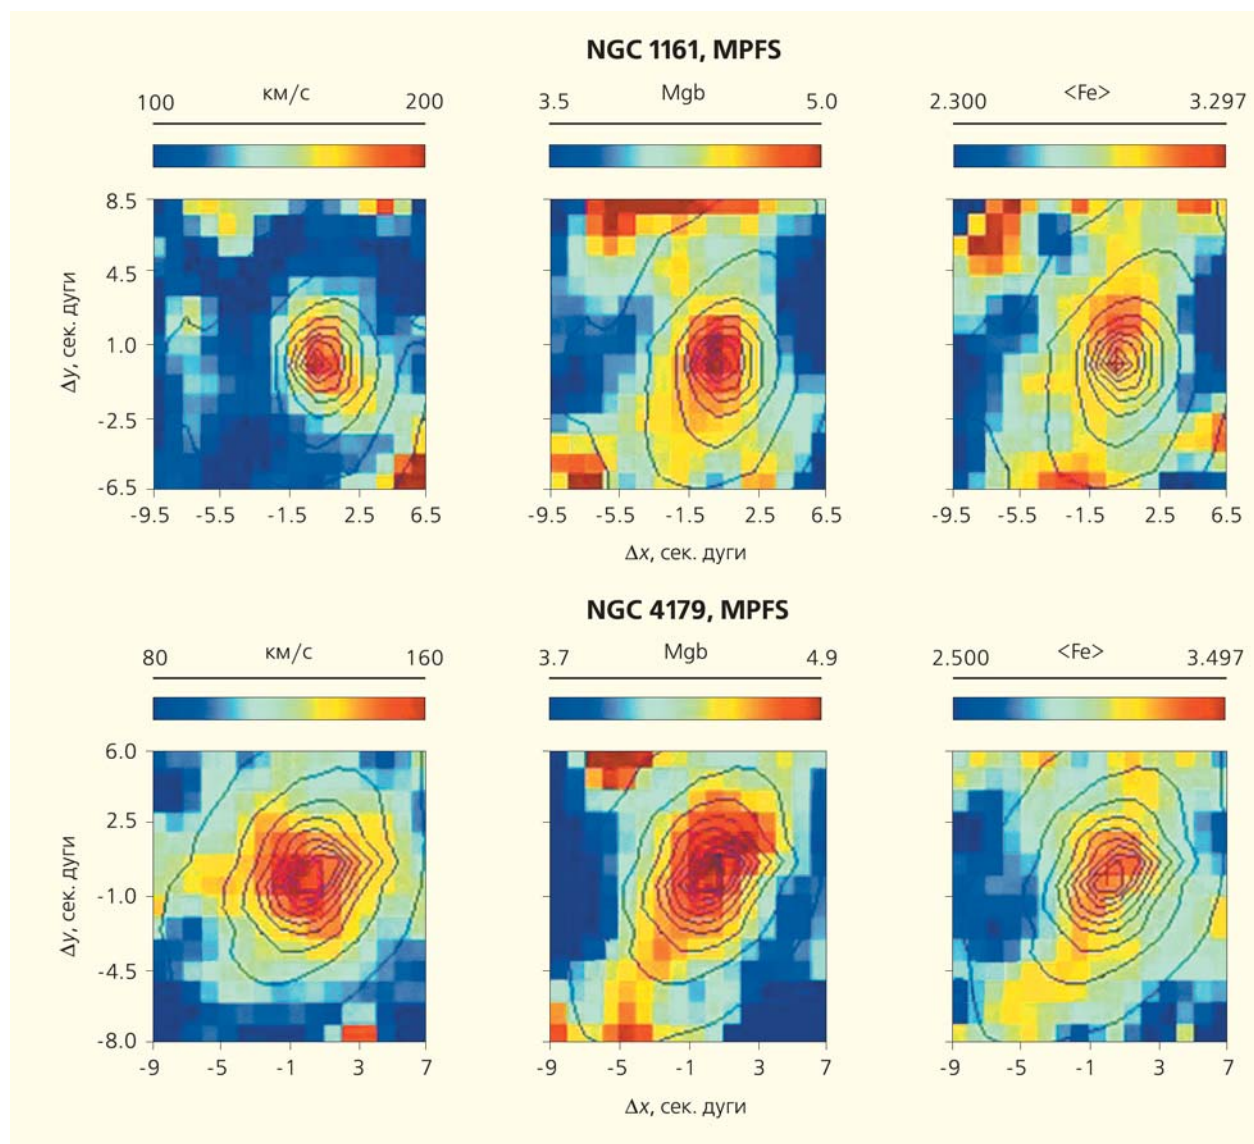 NGC 1161, MPFS
100 км/с 200
3.5 Mgb 5.0
2.300 <Fe> 3.297
8.5
4.5
1.0
-2.5
-6.5
Δy, сек. дуги
-9.5 -5.5 -1.5 2.5 6.5
-9.5 -5.5 -1.5 2.5 6.5
-9.5 -5.5 -1.5 2.5 6.5
Δx, сек. дуги
NGC 4179, MPFS
80 км/с 160
3.7 Mgb 4.9
2.500 <Fe> 3.497
6.0
2.5
-1.0
-4.5
-8.0
Δy, сек. дуги
-9 -5 -1 3 7
-9 -5 -1 3 7
-9 -5 -1 3 7
Δx, сек. дуги